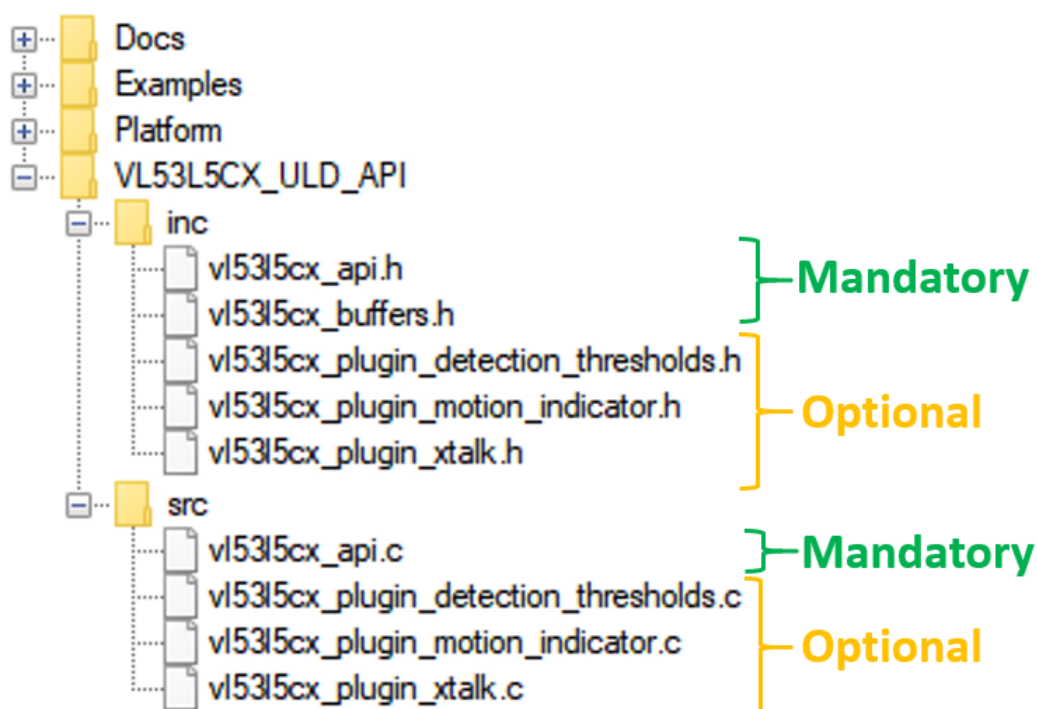 Docs
Examples
Platform
VL53L5CX_ULD_API
inc
vl53l5cx_api.h
vl53l5cx_buffers.h
Mandatory
vl53l5cx_plugin_detection_thresholds.h
vl53l5cx_plugin_motion_indicator.h
Optional
vl53l5cx_plugin_xtalk.h
src
vl53l5cx_api.c
Mandatory
vl53l5cx_plugin_detection_thresholds.c
vl53l5cx_plugin_motion_indicator.c
Optional
vl53l5cx_plugin_xtalk.c